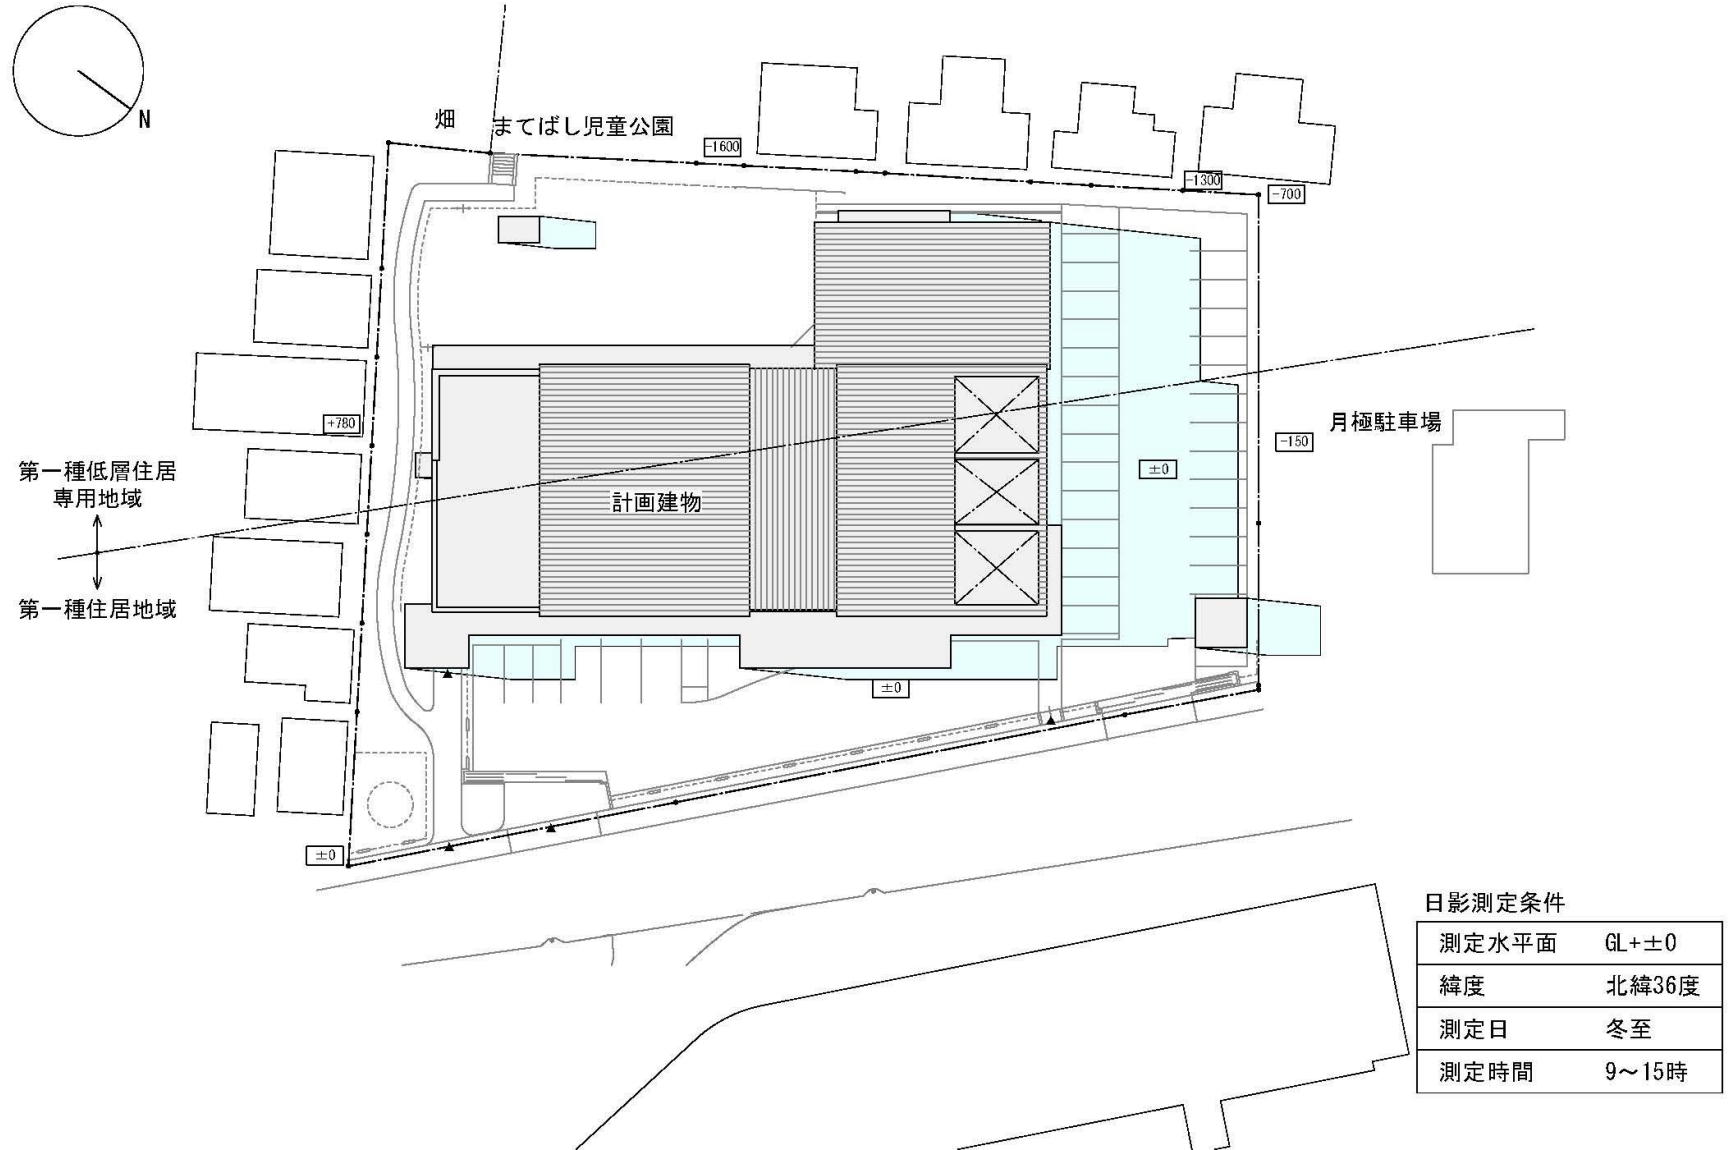 N
畑
まてばし児童公園
-1600
-1300
-700
+780
月極駐車場
-150
±0
第一種低層住居
専用地域
計画建物
第一種住居地域
±0
±0
日影測定条件
測定水平面 GL+±0
緯度 北緯36度
測定日 冬至
測定時間 9～15時